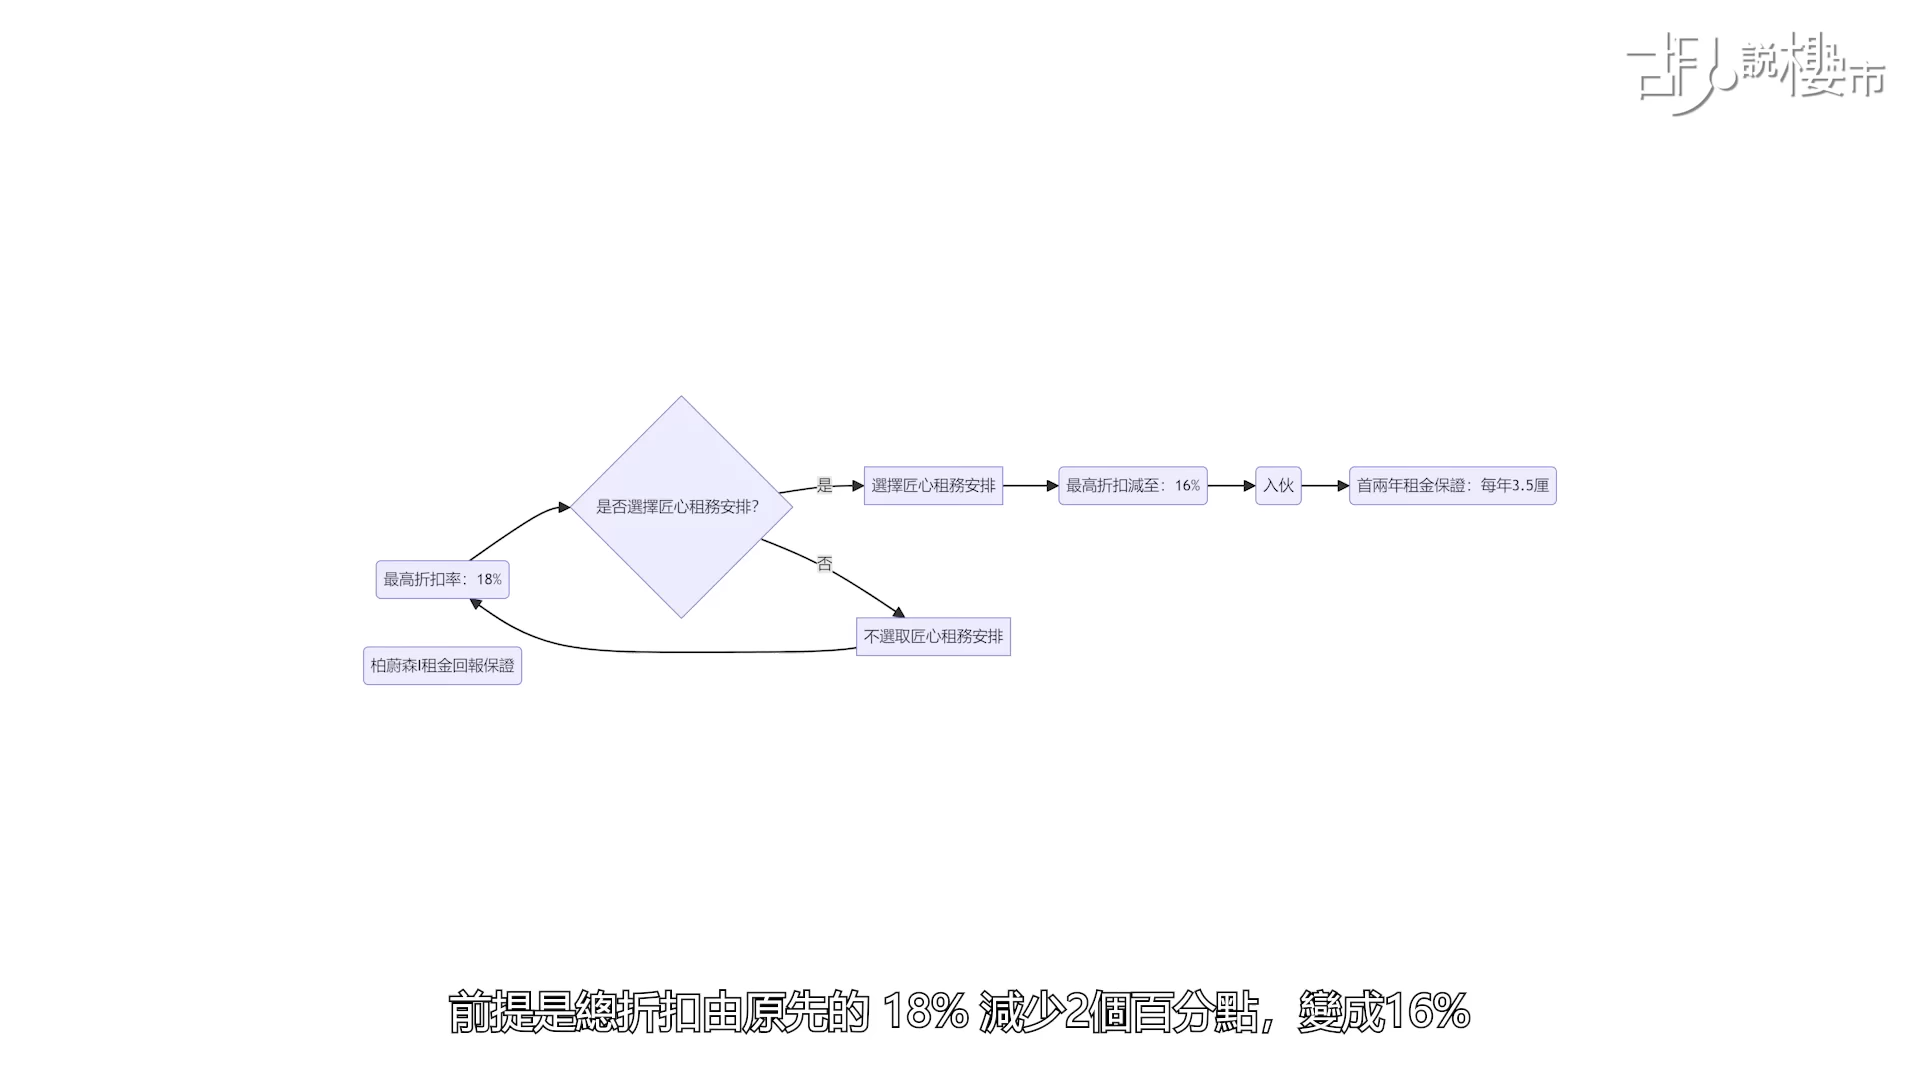 胡.説樓市
是否選擇匠心租務安排?
是
選擇匠心租務安排
最高折扣減至: 16%
入伙
首兩年租金保證: 每年3.5厘
否
最高折扣率: 18%
不選取匠心租務安排
柏蔚森I租金回報保證
前提是總折扣由原先的 18% 減少2個百分點，變成16%